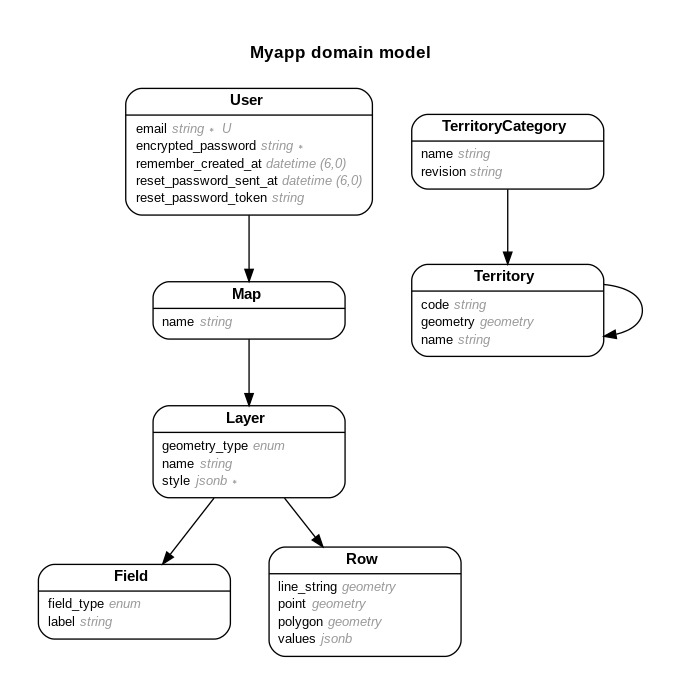 Myapp domain model
User
email string ∗ U
encrypted_password string ∗
remember_created_at datetime (6,0)
reset_password_sent_at datetime (6,0)
reset_password_token string
TerritoryCategory
name string
revision string
Map
name string
Territory
code string
geometry geometry
name string
Layer
geometry_type enum
name string
style jsonb ∗
Field
field_type enum
label string
Row
line_string geometry
point geometry
polygon geometry
values jsonb